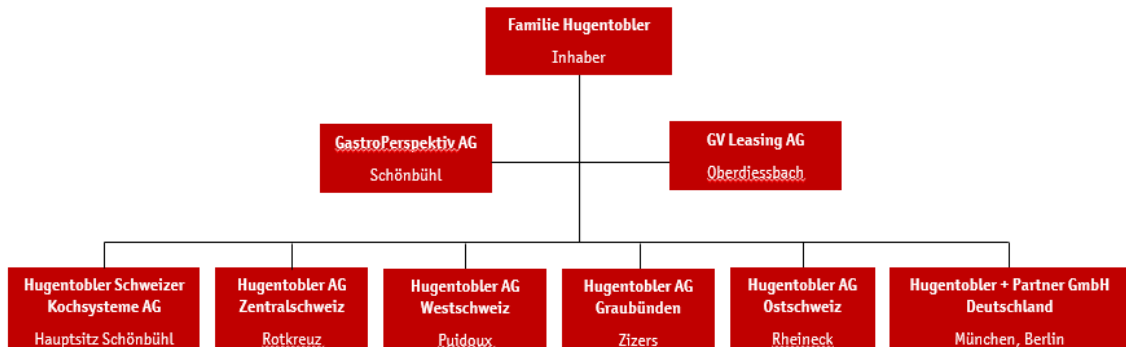 Familie Hugentobler
Inhaber
GastroPerspektiv AG
Schönbühl
GV Leasing AG
Oberdiessbach
Hugentobler Schweizer
Kochsysteme AG
Hauptsitz Schönbühl
Hugentobler AG
Zentralschweiz
Rotkreuz
Hugentobler AG
Westschweiz
Puidoux
Hugentobler AG
Graubünden
Zizers
Hugentobler AG
Ostschweiz
Rheineck
Hugentobler + Partner GmbH
Deutschland
München, Berlin